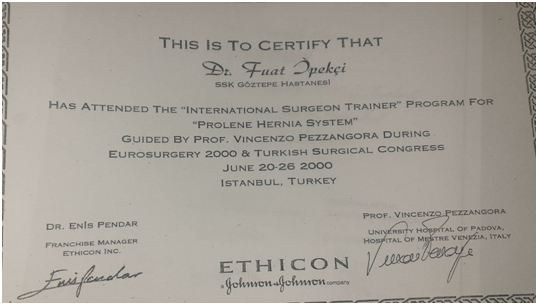 THIS IS TO CERTIFY THAT
Dr. Fuat İpekçi
SSK GÖZTEPE HASTANESİ
HAS ATTENDED THE "INTERNATIONAL SURGEON TRAINER" PROGRAM FOR
"PROLENE HERNIA SYSTEM"
GUIDED BY PROF. VINCENZO PEZZANGORA DURING
EUROSURGERY 2000 & TURKISH SURGICAL CONGRESS
JUNE 20-26 2000
ISTANBUL, TURKEY
DR. ENIS PENDAR
FRANCHISE MANAGER
ETHICON INC.
Enis Pendar
PROF. VINCENZO PEZZANGORA
UNIVERSITY HOSPITAL OF PADOVA,
HOSPITAL OF MESTRE VENEZIA, ITALY
ETHICON
a Johnson & Johnson company